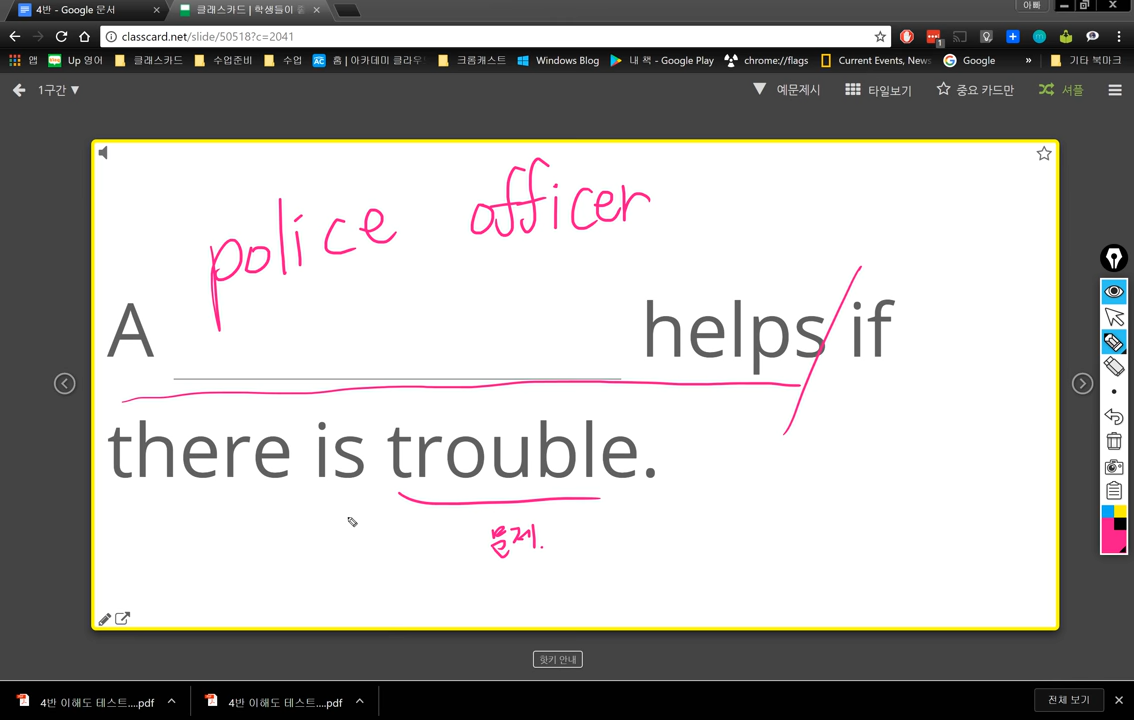 4반 - Google 문서
클래스카드 | 학생들이
아빠
classcard.net/slide/50518?c=2041
1
앱 Up 영어 클래스카드 수업준비 수업 AC 홈 | 아카데미 클라우 크롬캐스트 Windows Blog 내 책 - Google Play chrome://flags Current Events, News Google » 기타 북마크
1구간 ▼ 예문제시 타일보기 중요 카드만 셔플
police officer
A ____ helps if
there is trouble.
문제.
핫키 안내
4반 이해도 테스트....pdf 4반 이해도 테스트....pdf 전체 보기